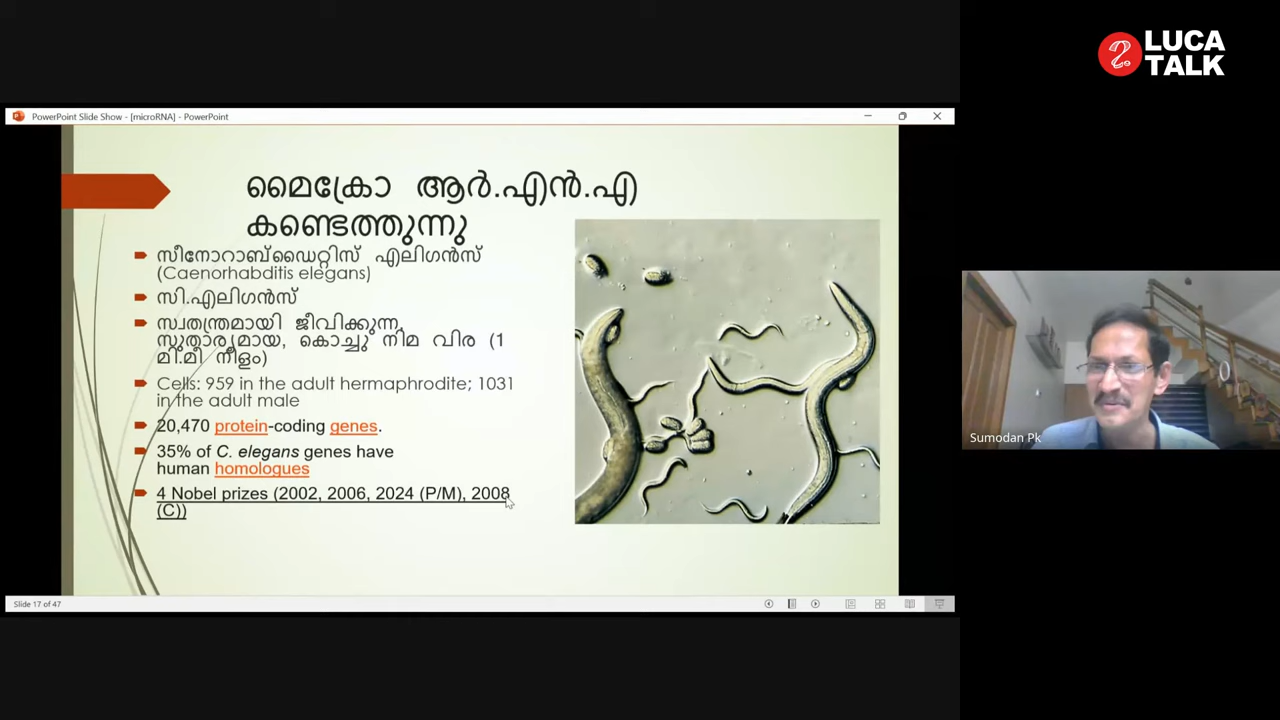 LUCA
TALK
PowerPoint Slide Show - [microRNA] - PowerPoint
മൈക്രോ ആർ.എൻ.എ
കണ്ടെത്തുന്നു
സീനോറാബ്ഡൈറ്റിസ് എലിഗൻസ്
(Caenorhabditis elegans)
സി.എലിഗൻസ്
സ്വതന്ത്രമായി ജീവിക്കുന്ന,
സുതാര്യമായ, കൊച്ചു നിമ വിര (1
മി.മീ നീളം)
Cells: 959 in the adult hermaphrodite; 1031
in the adult male
20,470 protein-coding genes.
35% of C. elegans genes have
human homologues
4 Nobel prizes (2002, 2006, 2024 (P/M), 2008
(C))
Sumodan Pk
Slide 17 of 47